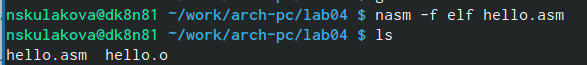 nskulakova@dk8n81 ~/work/arch-pc/lab04 $ nasm -f elf hello.asm
nskulakova@dk8n81 ~/work/arch-pc/lab04 $ ls
hello.asm  hello.o